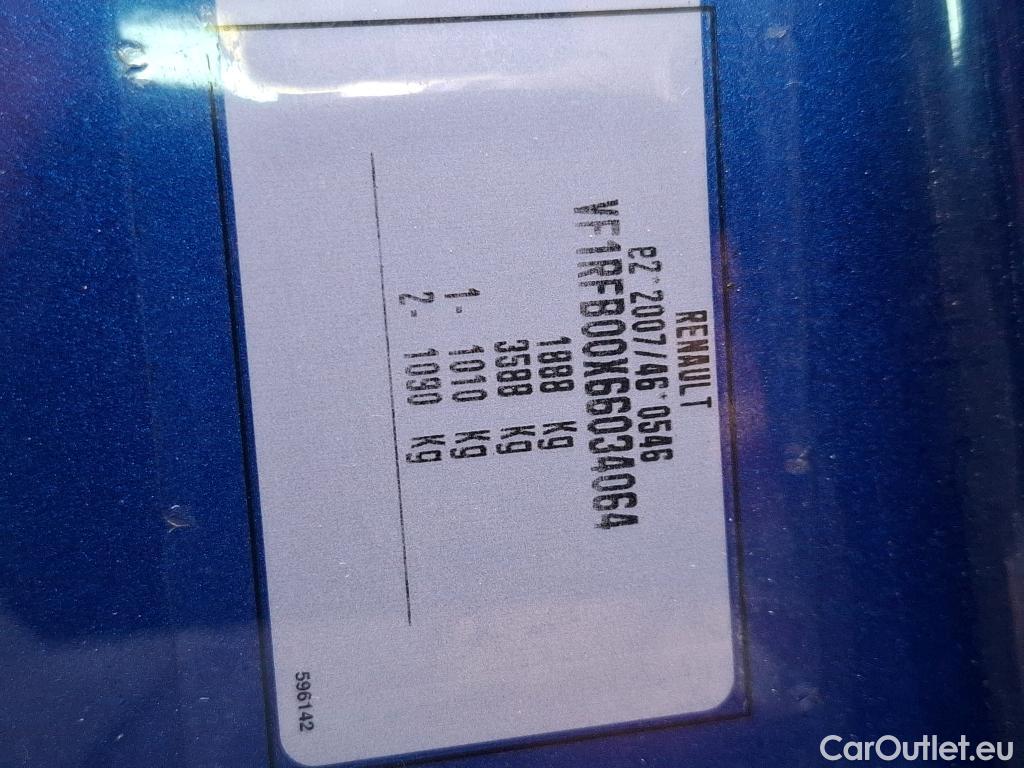 RENAULT
e2*2007/46*0546
VF1RFB00X66034064
1888 Kg
3588 Kg
1- 1010 Kg
2- 1090 Kg
596142
CarOutlet.eu